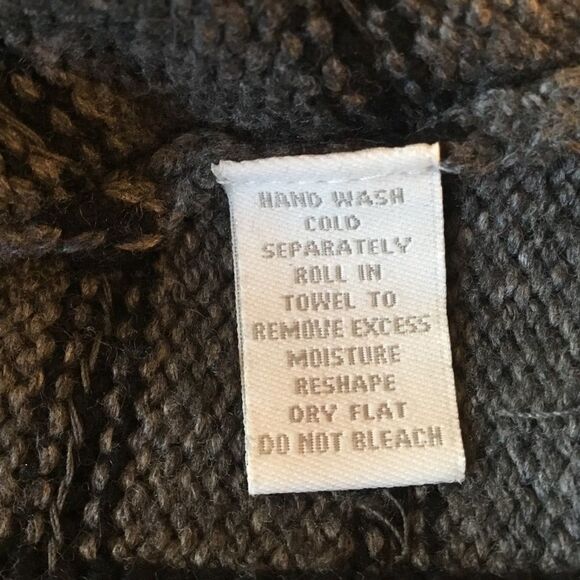 HAND WASH
COLD
SEPARATELY
ROLL IN
TOWEL TO
REMOVE EXCESS
MOISTURE
RESHAPE
DRY FLAT
DO NOT BLEACH